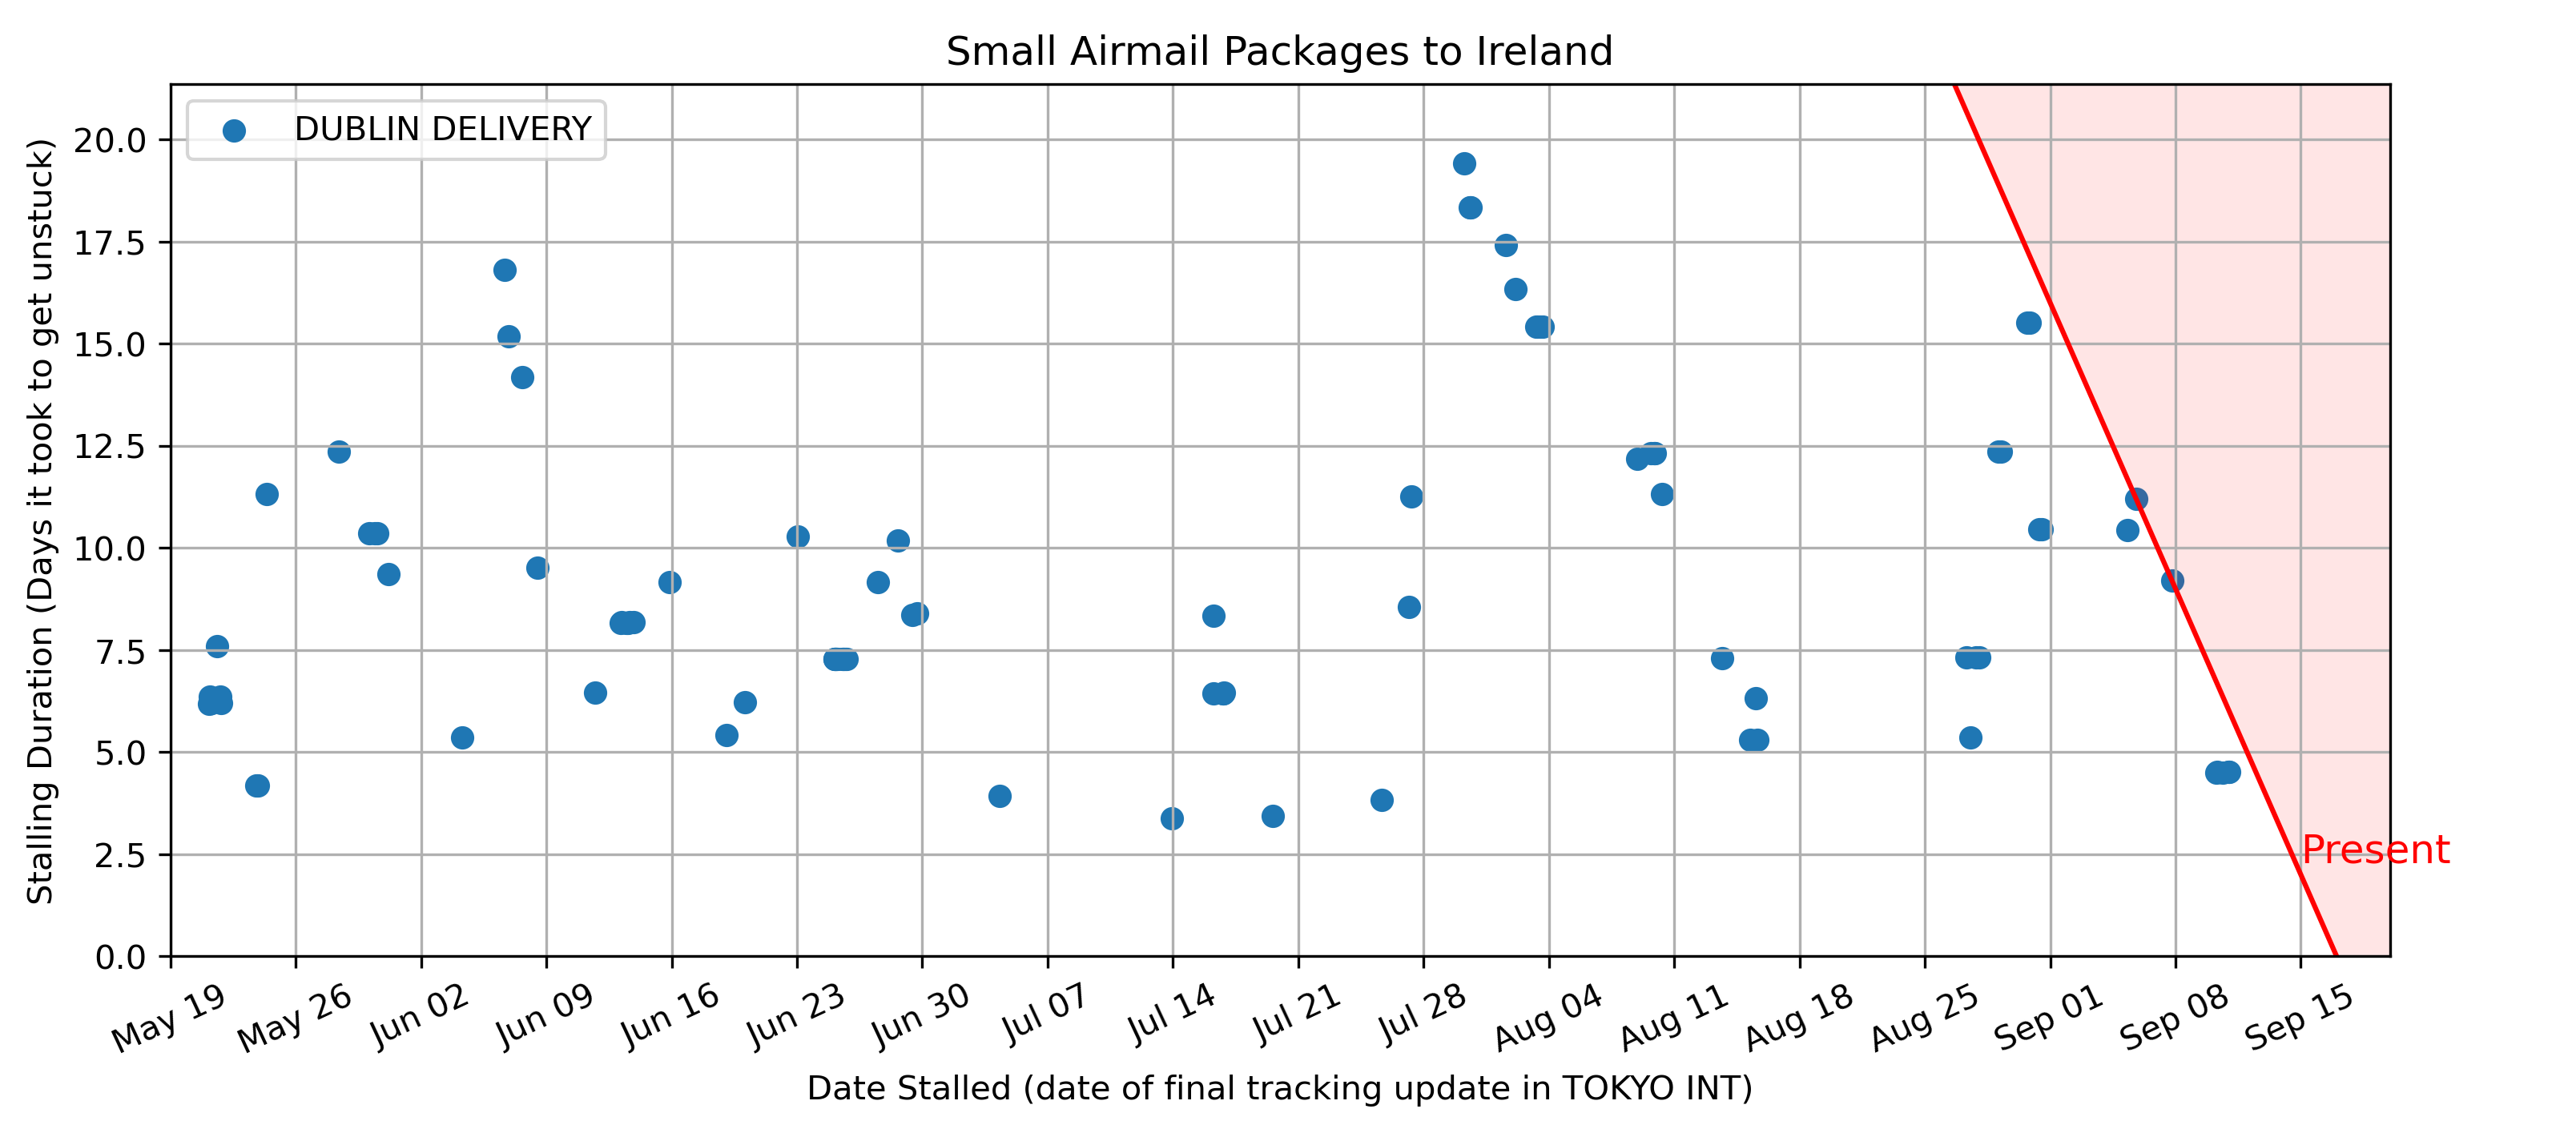 Small Airmail Packages to Ireland
DUBLIN DELIVERY
Stalling Duration (Days it took to get unstuck)
20.0
17.5
15.0
12.5
10.0
7.5
5.0
2.5
0.0
Present
May 19
May 26
Jun 02
Jun 09
Jun 16
Jun 23
Jun 30
Jul 07
Jul 14
Jul 21
Jul 28
Aug 04
Aug 11
Aug 18
Aug 25
Sep 01
Sep 08
Sep 15
Date Stalled (date of final tracking update in TOKYO INT)